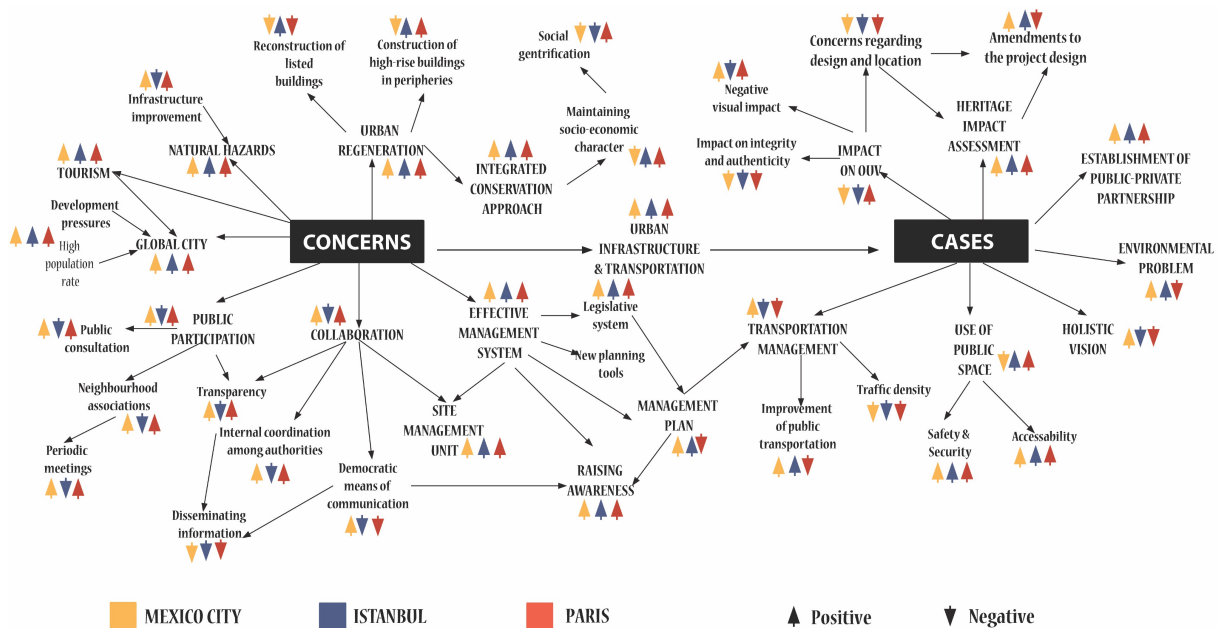 Reconstruction of
listed
buildings
Construction of
high-rise buildings
in peripheries
Social
gentrification
Concerns regarding
design and location
Amendments to
the project design
Infrastructure
improvement
Negative
visual impact
Maintaining
socio-economic
character
HERITAGE
IMPACT
ASSESSMENT
URBAN
REGENERATION
NATURAL HAZARDS
TOURISM
INTEGRATED
CONSERVATION
APPROACH
Impact on integrity
and authenticity
IMPACT
ON OUV
ESTABLISHMENT OF
PUBLIC-PRIVATE
PARTNERSHIP
Development
pressures
High
population
rate
GLOBAL CITY
CONCERNS
URBAN
INFRASTRUCTURE
& TRANSPORTATION
CASES
ENVIRONMENTAL
PROBLEM
PUBLIC
PARTICIPATION
Public
consultation
COLLABORATION
EFFECTIVE
MANAGEMENT
SYSTEM
Legislative
system
New planning
tools
TRANSPORTATION
MANAGEMENT
USE OF
PUBLIC
SPACE
HOLISTIC
VISION
Neighbourhood
associations
Transparency
Traffic density
SITE
MANAGEMENT
UNIT
MANAGEMENT
PLAN
Improvement
of public
transportation
Periodic
meetings
Internal coordination
among authorities
Safety &
Security
Accessability
Democratic
means of
communication
RAISING
AWARENESS
Disseminating
information
MEXICO CITY
ISTANBUL
PARIS
Positive
Negative